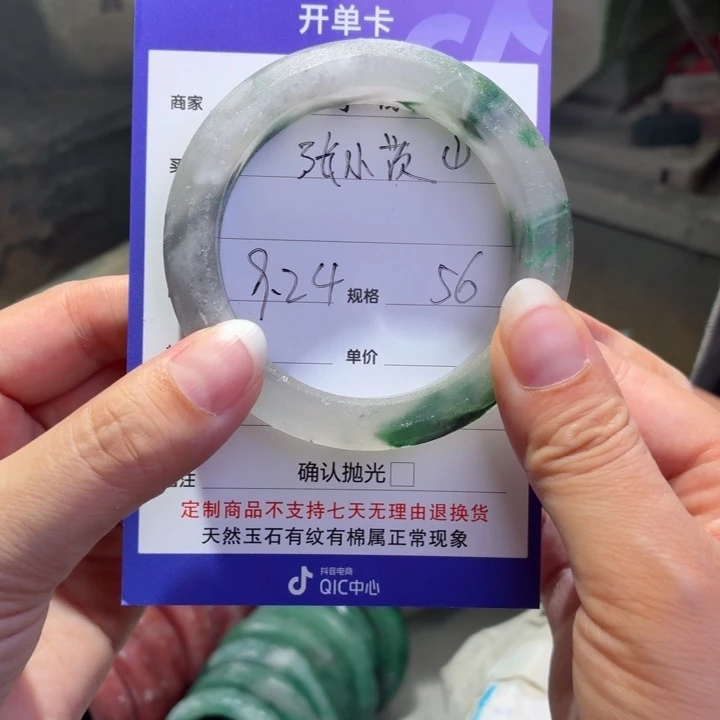 开单卡
商家
张小茨山
9.24 规格 56
单价
确认抛光
定制商品不支持七天无理由退换货
天然玉石有纹有棉属正常现象
抖音电商
QIC中心